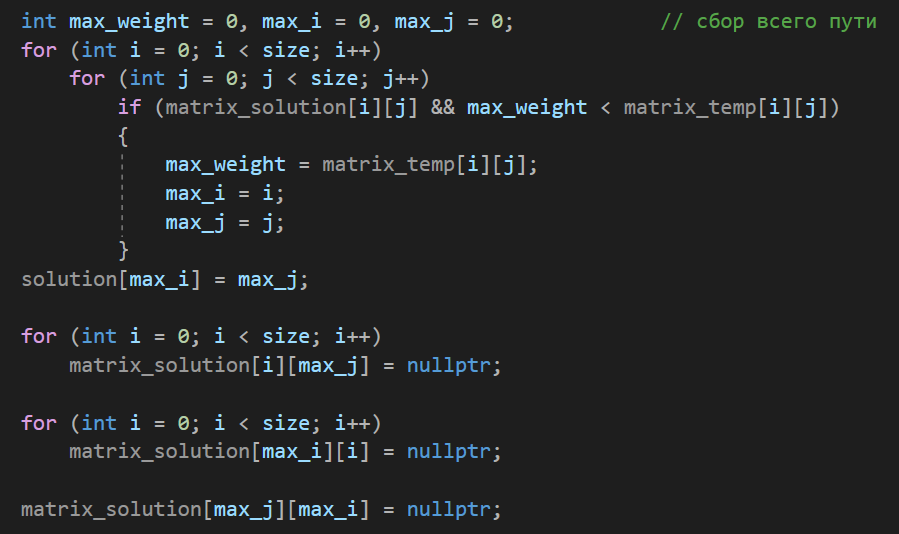 int max_weight = 0, max_i = 0, max_j = 0; // сбор всего пути
for (int i = 0; i < size; i++)
for (int j = 0; j < size; j++)
if (matrix_solution[i][j] && max_weight < matrix_temp[i][j])
{
max_weight = matrix_temp[i][j];
max_i = i;
max_j = j;
}
solution[max_i] = max_j;
for (int i = 0; i < size; i++)
matrix_solution[i][max_j] = nullptr;
for (int i = 0; i < size; i++)
matrix_solution[max_i][i] = nullptr;
matrix_solution[max_j][max_i] = nullptr;